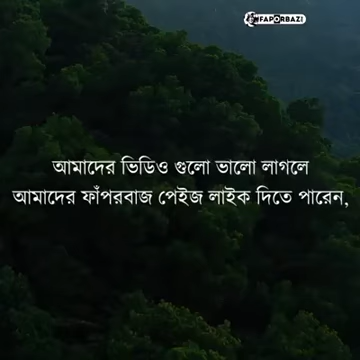 FAPORBAZI
আমাদের ভিডিও গুলো ভালো লাগলে
আমাদের ফাঁপরবাজ পেইজ লাইক দিতে পারেন,